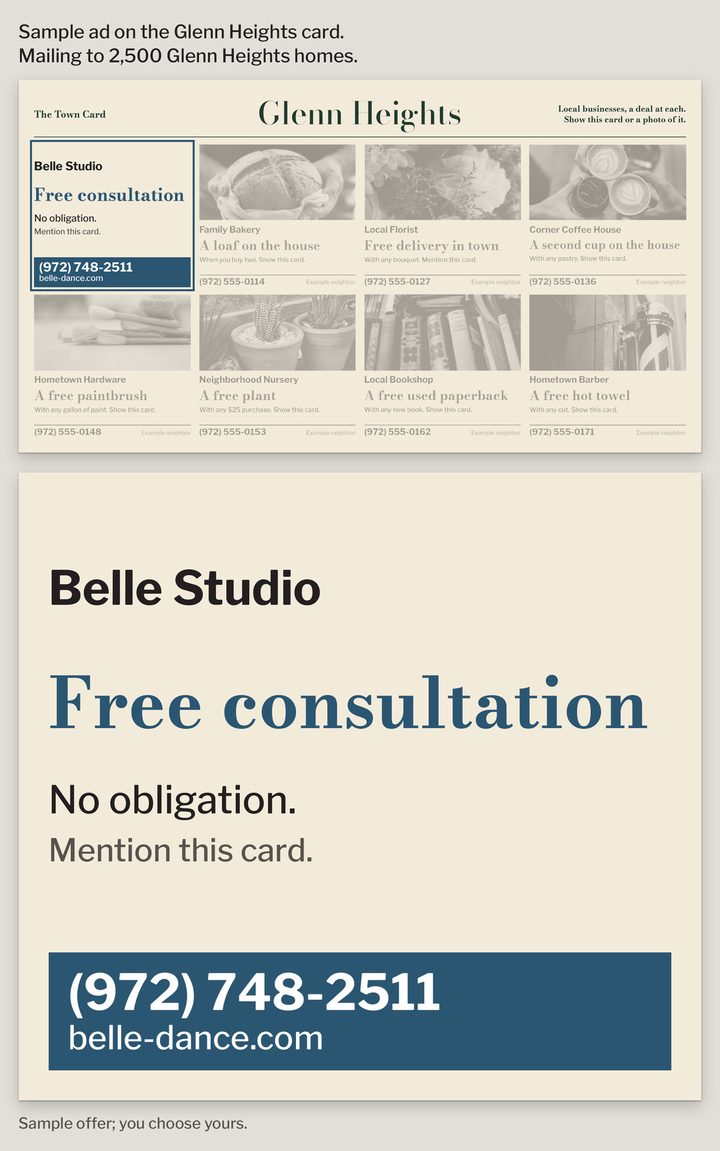 Sample ad on the Glenn Heights card.
Mailing to 2,500 Glenn Heights homes.
The Town Card
Glenn Heights
Local businesses, a deal at each.
Show this card or a photo of it.
Belle Studio
Free consultation
No obligation.
Mention this card.
(972) 748-2511
belle-dance.com
Family Bakery
A loaf on the house
When you buy two. Show this card.
(972) 555-0114
Example neighbor
Local Florist
Free delivery in town
With any bouquet. Mention this card.
(972) 555-0127
Example neighbor
Corner Coffee House
A second cup on the house
With any pastry. Show this card.
(972) 555-0136
Example neighbor
Hometown Hardware
A free paintbrush
With any gallon of paint. Show this card.
(972) 555-0148
Example neighbor
Neighborhood Nursery
A free plant
With any $25 purchase. Show this card.
(972) 555-0153
Example neighbor
Local Bookshop
A free used paperback
With any new book. Show this card.
(972) 555-0162
Example neighbor
Hometown Barber
A free hot towel
With any cut. Show this card.
(972) 555-0171
Example neighbor
Belle Studio
Free consultation
No obligation.
Mention this card.
(972) 748-2511
belle-dance.com
Sample offer; you choose yours.